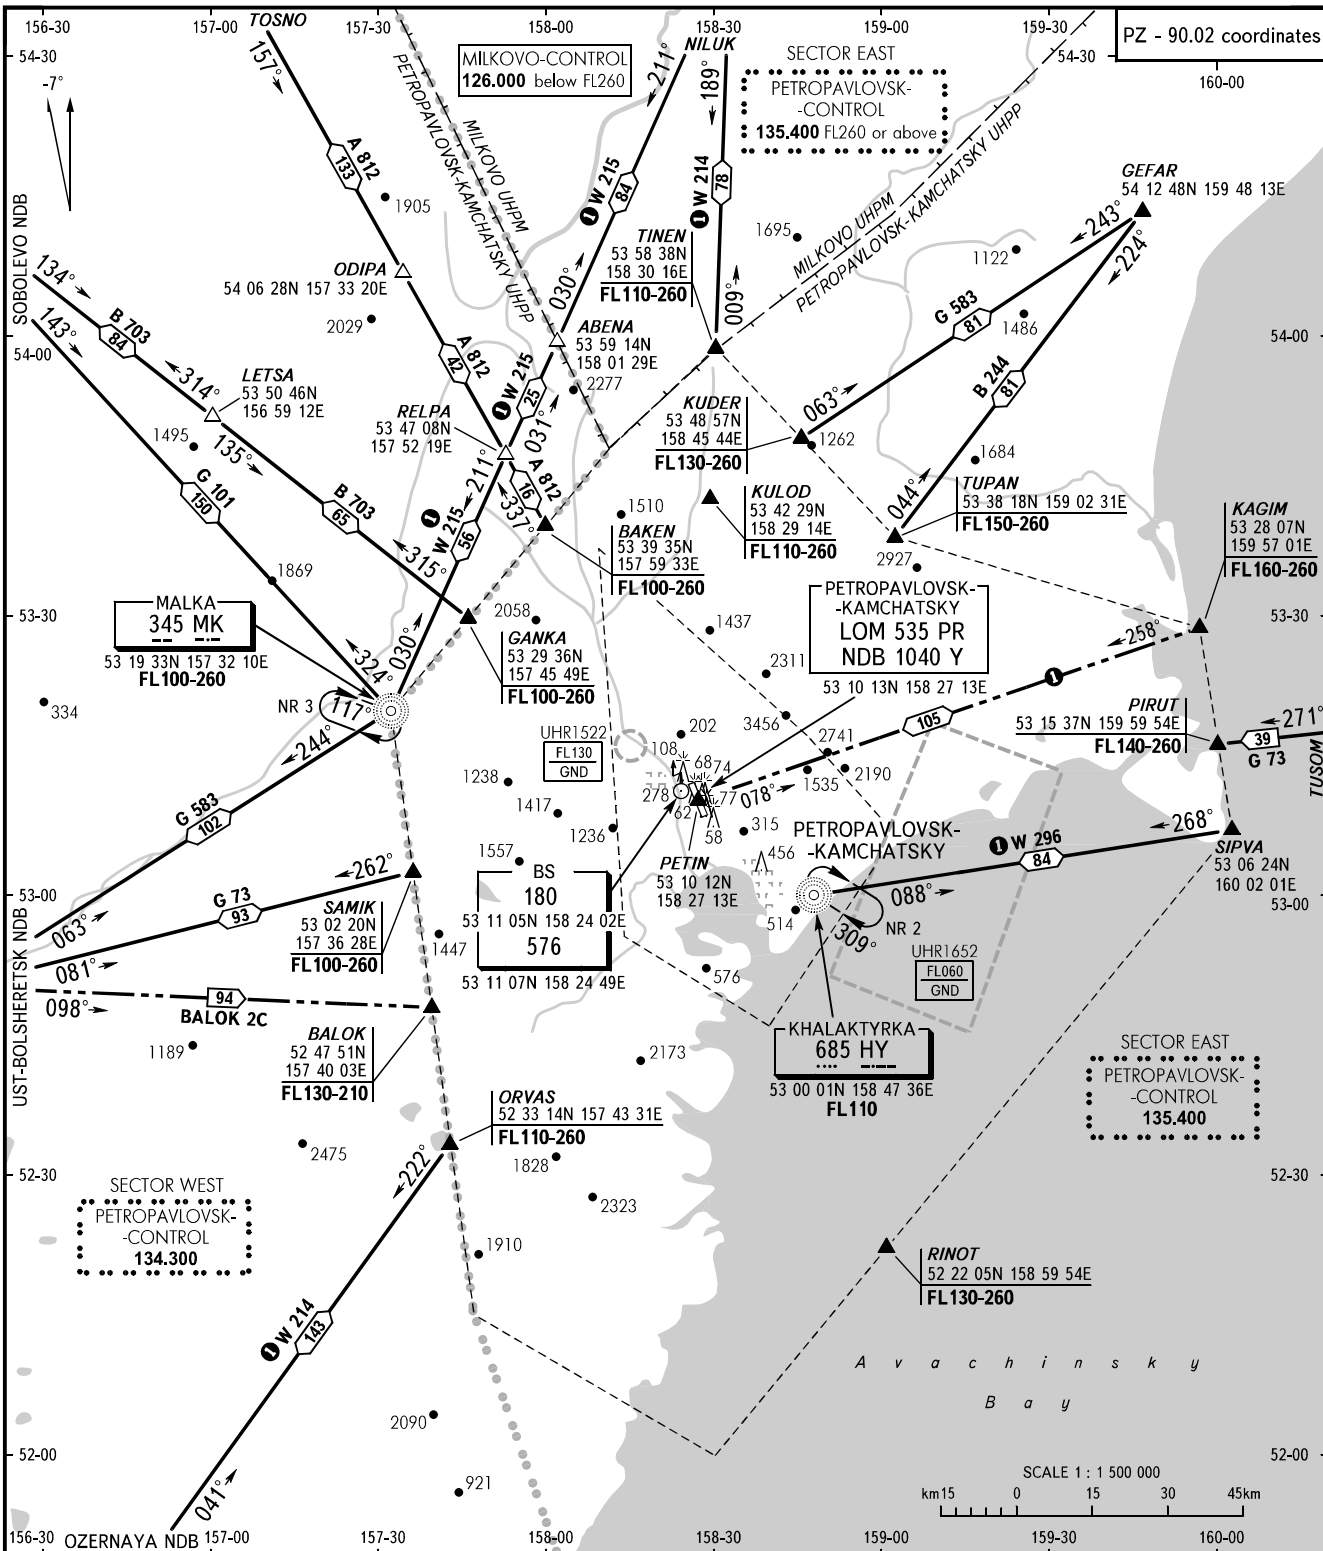 156-30
157-00
TOSNO
157-30
158-00
158-30
159-00
159-30
PZ - 90.02 coordinates
54-30
54-30
160-00
-7°
157°
MILKOVO-CONTROL
126.000 below FL260
211°
NILUK
189°
SECTOR EAST
PETROPAVLOVSK-
-CONTROL
135.400 FL260 or above
PETROPAVLOVSK-KAMCHATSKY UHPP
MILKOVO UHPM
A 812
133
1905
W 215
84
W 214
78
TINEN
53 58 38N
158 30 16E
FL110-260
1695
MILKOVO UHPM
PETROPAVLOVSK-KAMCHATSKY UHPP
GEFAR
54 12 48N 159 48 13E
243°
224°
1122
SOBOLEVO NDB
134°
B 703
84
ODIPA
54 06 28N 157 33 20E
2029
030°
009°
G 583
81
1486
143°
54-00
54-00
314°
LETSA
53 50 46N
156 59 12E
A 812
42
ABENA
53 59 14N
158 01 29E
2277
W 215
25
031°
B 244
81
KUDER
53 48 57N
158 45 44E
FL130-260
063°
1262
RELPA
53 47 08N
157 52 19E
1495
135°
G 101
150
211°
A 812
16
337°
1684
TUPAN
53 38 18N 159 02 31E
FL150-260
044°
KULOD
53 42 29N
158 29 14E
FL110-260
1510
B 703
65
W 215
56
BAKEN
53 39 35N
157 59 33E
FL100-260
KAGIM
53 28 07N
159 57 01E
FL160-260
2927
1869
315°
MALKA
345 MK
53 19 33N 157 32 10E
FL100-260
53-30
53-30
2058
GANKA
53 29 36N
157 45 49E
FL100-260
1437
2311
PETROPAVLOVSK-
-KAMCHATSKY
LOM 535 PR
NDB 1040 Y
53 10 13N 158 27 13E
258°
030°
324°
334
NR 3
117°
244°
3456
105
PIRUT
53 15 37N 159 59 54E
FL140-260
271°
39
G 73
TUSOM
UHR1522
FL130
GND
202
108
68
74
2741
2190
1535
078°
1238
278
62
77
58
1417
1236
315
G 583
102
1557
PETIN
53 10 12N
158 27 13E
PETROPAVLOVSK-
-KAMCHATSKY
456
W 296
84
268°
SIPVA
53 06 24N
160 02 01E
BS
180
53 11 05N 158 24 02E
576
53 11 07N 158 24 49E
262°
G 73
93
SAMIK
53 02 20N
157 36 28E
FL100-260
53-00
53-00
063°
081°
1447
514
088°
309°
NR 2
UHR1652
FL060
GND
576
098°
94
BALOK 2C
UST-BOLSHERETSK NDB
BALOK
52 47 51N
157 40 03E
FL130-210
1189
2173
KHALAKTYRKA
685 HY
53 00 01N 158 47 36E
FL110
SECTOR EAST
PETROPAVLOVSK-
-CONTROL
135.400
ORVAS
52 33 14N 157 43 31E
FL110-260
2475
222°
1828
2323
52-30
52-30
SECTOR WEST
PETROPAVLOVSK-
-CONTROL
134.300
1910
RINOT
52 22 05N 158 59 54E
FL130-260
W 214
143
Avachinsky
Bay
2090
52-00
52-00
921
041°
SCALE 1 : 1 500 000
km15 0 15 30 45km
156-30
OZERNAYA NDB
157-00
157-30
158-00
158-30
159-00
159-30
160-00